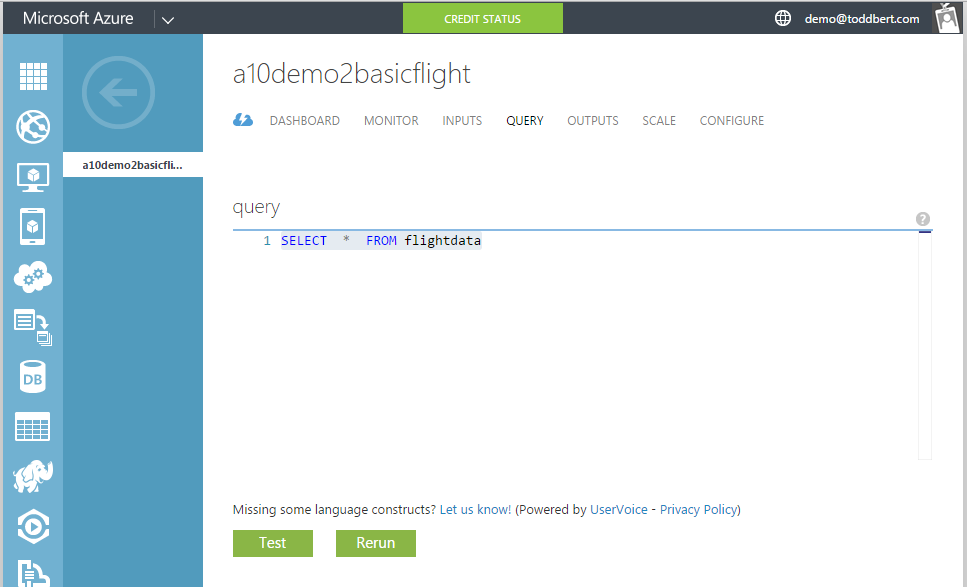 Microsoft Azure
CREDIT STATUS
demo@toddbert.com
a10demo2basicfli...
a10demo2basicflight
DASHBOARD MONITOR INPUTS QUERY OUTPUTS SCALE CONFIGURE
query
?
1 SELECT * FROM flightdata
DB
Missing some language constructs? Let us know! (Powered by UserVoice - Privacy Policy)
Test Rerun